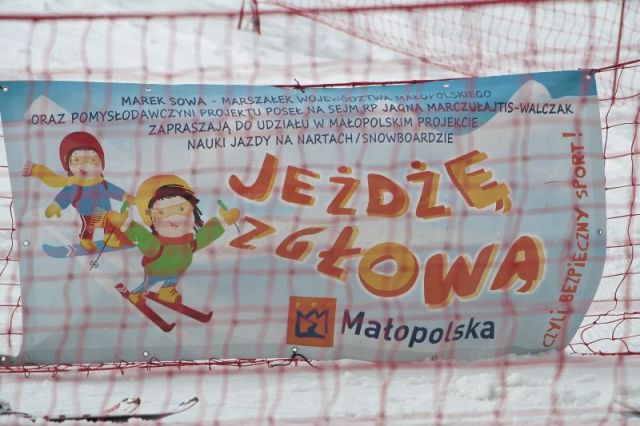 MAREK SOWA - MARSZAŁEK WOJEWÓDZTWA MAŁOPOLSKIEGO
ORAZ POMYSŁODAWCZYNI PROJEKTU POSEŁ NA SEJM RP JAGNA MARCZUŁAJTIS-WALCZAK
ZAPRASZAJĄ DO UDZIAŁU W MAŁOPOLSKIM PROJEKCIE
NAUKI JAZDY NA NARTACH/SNOWBOARDZIE
JEŻDŻĘ
Z GŁOWĄ
CZYLI BEZPIECZNY SPORT!
Małopolska